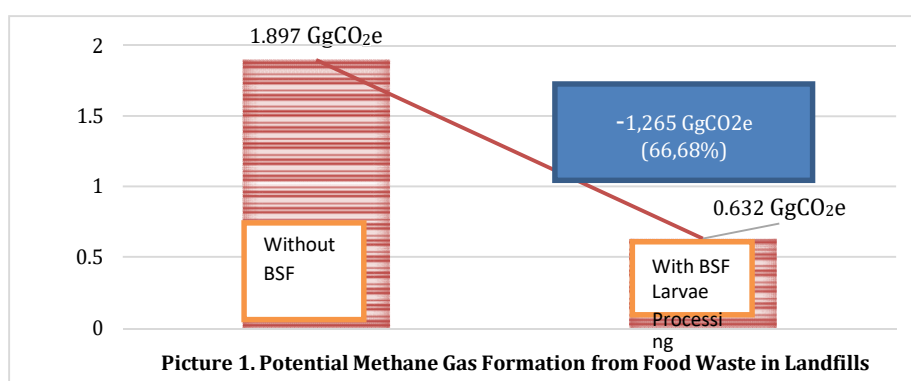 1.897 GgCO₂e
2
1.5
1
0.5
0
-1,265 GgCO2e
(66,68%)
0.632 GgCO₂e
Without
BSF
With BSF
Larvae
Processi
ng
Picture 1. Potential Methane Gas Formation from Food Waste in Landfills